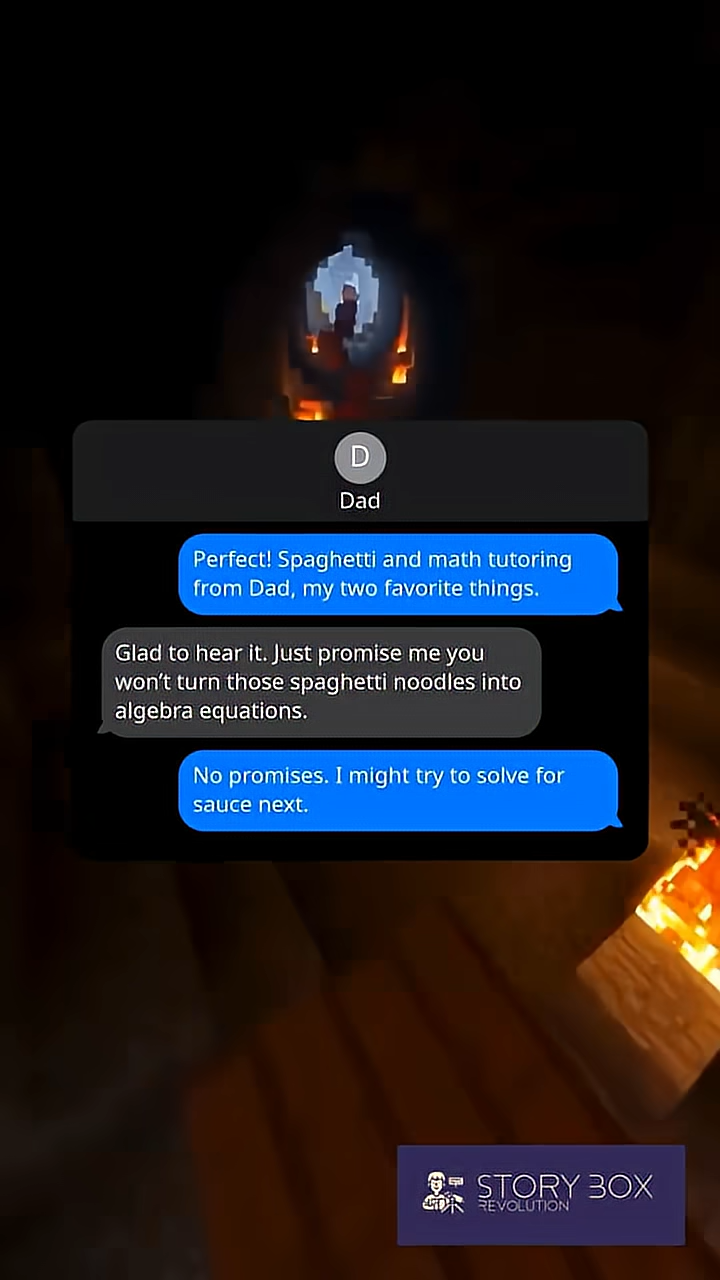 D
Dad
Perfect! Spaghetti and math tutoring
from Dad, my two favorite things.
Glad to hear it. Just promise me you
won't turn those spaghetti noodles into
algebra equations.
No promises. I might try to solve for
sauce next.
STORY BOX
REVOLUTION